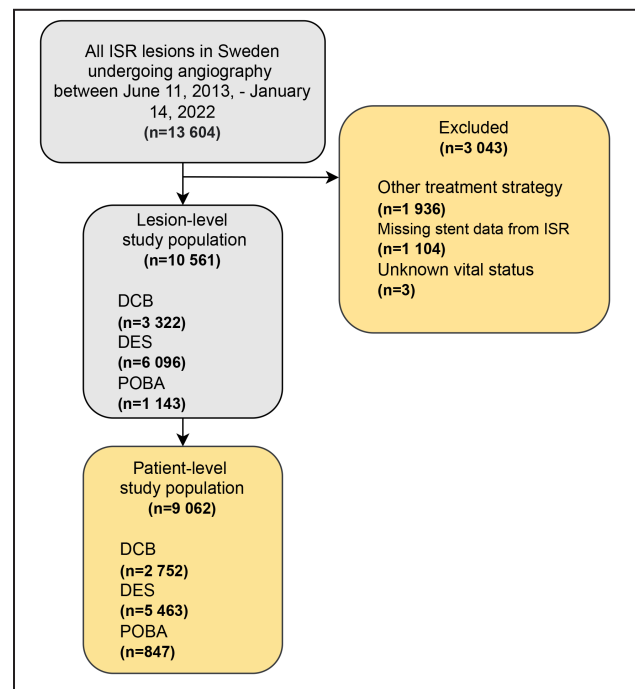 All ISR lesions in Sweden
undergoing angiography
between June 11, 2013, - January
14, 2022
(n=13 604)
Excluded
(n=3 043)
Other treatment strategy
(n=1 936)
Missing stent data from ISR
(n=1 104)
Unknown vital status
(n=3)
Lesion-level
study population
(n=10 561)
DCB
(n=3 322)
DES
(n=6 096)
POBA
(n=1 143)
Patient-level
study population
(n=9 062)
DCB
(n=2 752)
DES
(n=5 463)
POBA
(n=847)